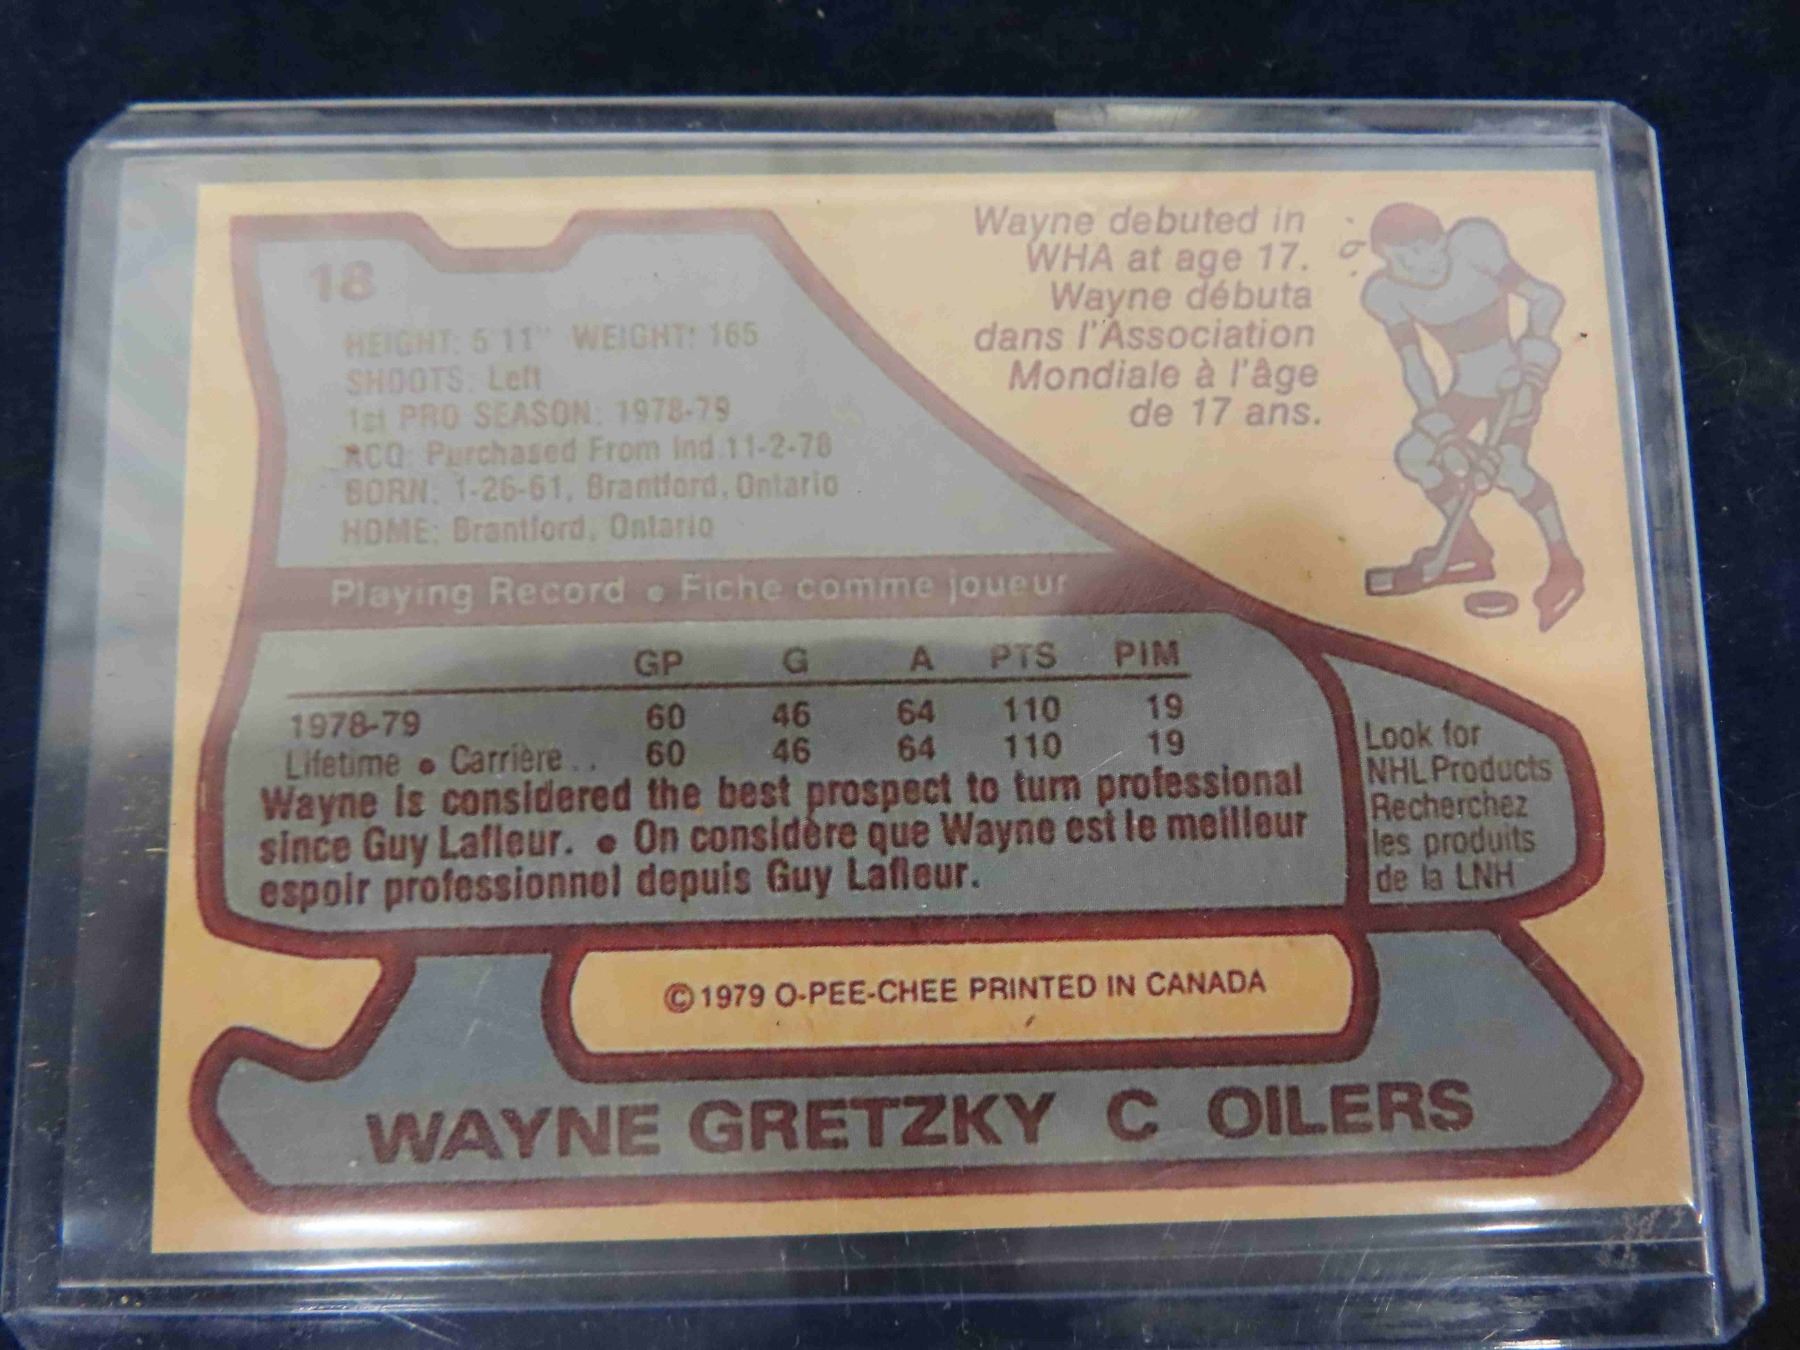 18
HEIGHT: 5'11" WEIGHT: 165
SHOOTS: Left
1st PRO SEASON: 1978-79
ACQ: Purchased From Ind.11-2-78
BORN: 1-26-61, Brantford, Ontario
HOME: Brantford, Ontario
Wayne debuted in
WHA at age 17.
Wayne débuta
dans l'Association
Mondiale à l'âge
de 17 ans.
Playing Record • Fiche comme joueur
GP G A PTS PIM
1978-79 60 46 64 110 19
Lifetime • Carrière .. 60 46 64 110 19
Wayne is considered the best prospect to turn professional
since Guy Lafleur. • On considère que Wayne est le meilleur
espoir professionnel depuis Guy Lafleur.
Look for
NHL Products
Recherchez
les produits
de la LNH
© 1979 O-PEE-CHEE PRINTED IN CANADA
WAYNE GRETZKY C OILERS